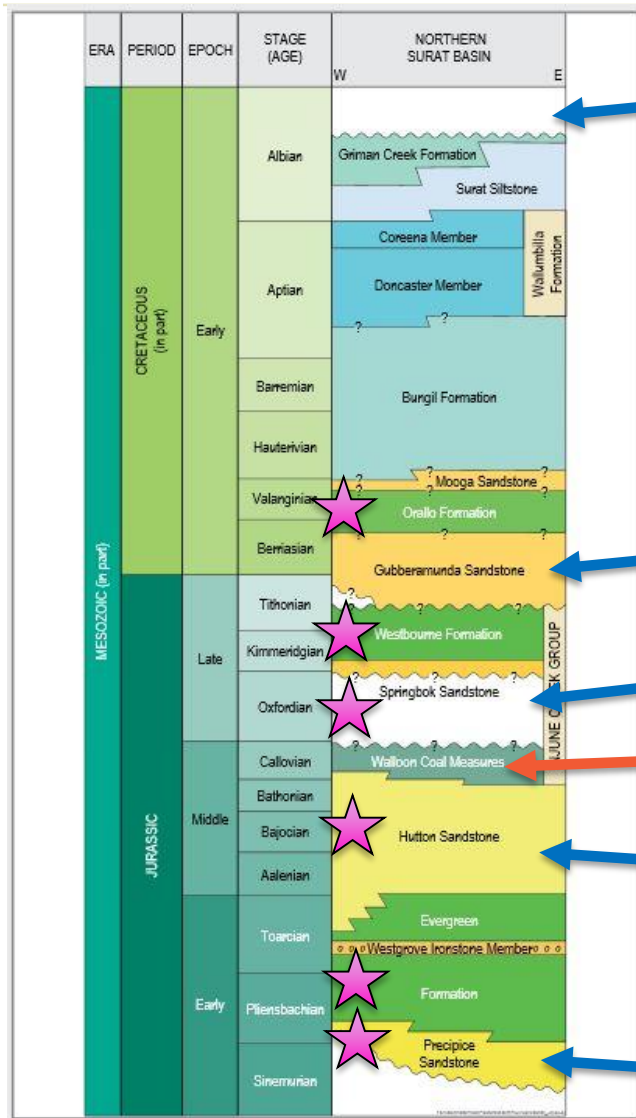 ERA PERIOD EPOCH STAGE
(AGE)
NORTHERN
SURAT BASIN
W E
MESOZOIC (in part)
CRETACEOUS
(in part)
JURASSIC
Early
Late
Middle
Early
Albian
Aptian
Barremian
Hauterivian
Valanginian
Berriasian
Tithonian
Kimmeridgian
Oxfordian
Callovian
Bathonian
Bajocian
Aalenian
Toarcian
Pliensbachian
Sinemurian
Griman Creek Formation
Surat Siltstone
Coreena Member
Wallumbilla
Formation
Doncaster Member
? ?
Bungil Formation
? ? ?
Mooga Sandstone
? ?
Orallo Formation
? ? ?
Gubberamunda Sandstone
?
? ? ?
Westbourne Formation
? ? ?
Springbok Sandstone
? ? ?
Walloon Coal Measures
GROUP
Hutton Sandstone
Evergreen
Westgrove Ironstone Member
Formation
Precipice
Sandstone